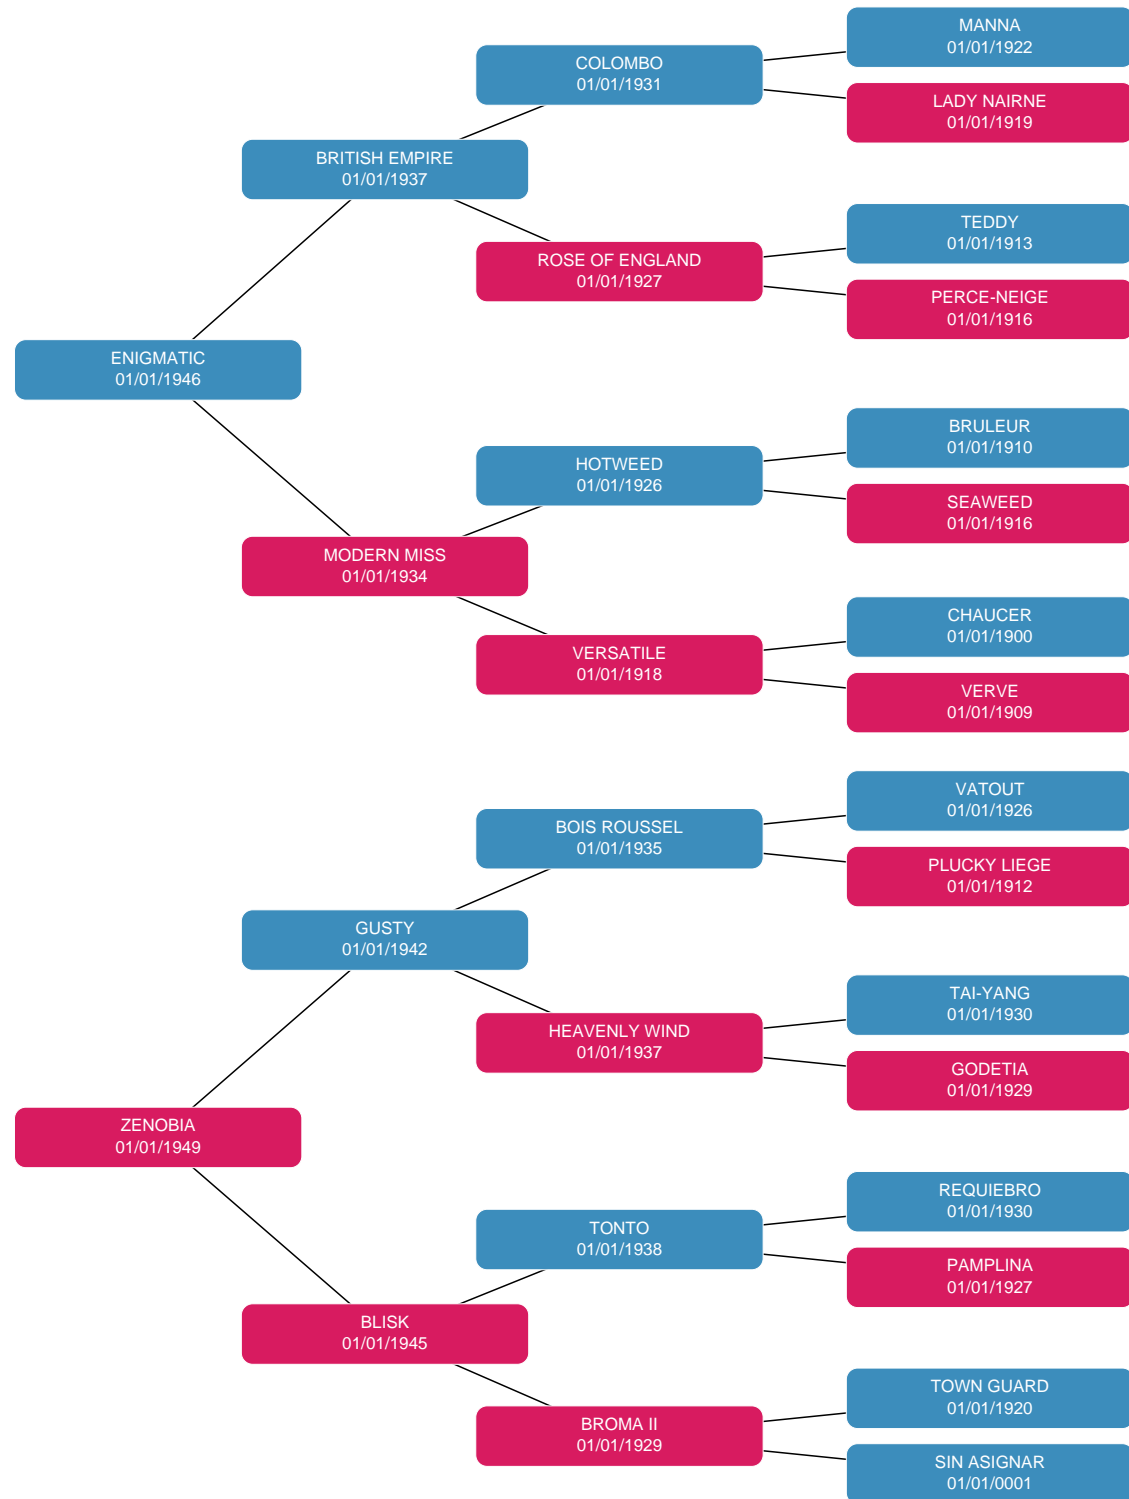 MANNA
01/01/1922
COLOMBO
01/01/1931
LADY NAIRNE
01/01/1919
BRITISH EMPIRE
01/01/1937
TEDDY
01/01/1913
ROSE OF ENGLAND
01/01/1927
PERCE-NEIGE
01/01/1916
ENIGMATIC
01/01/1946
BRULEUR
01/01/1910
HOTWEED
01/01/1926
SEAWEED
01/01/1916
MODERN MISS
01/01/1934
CHAUCER
01/01/1900
VERSATILE
01/01/1918
VERVE
01/01/1909
VATOUT
01/01/1926
BOIS ROUSSEL
01/01/1935
PLUCKY LIEGE
01/01/1912
GUSTY
01/01/1942
TAI-YANG
01/01/1930
HEAVENLY WIND
01/01/1937
GODETIA
01/01/1929
ZENOBIA
01/01/1949
REQUIEBRO
01/01/1930
TONTO
01/01/1938
PAMPLINA
01/01/1927
BLISK
01/01/1945
TOWN GUARD
01/01/1920
BROMA II
01/01/1929
SIN ASIGNAR
01/01/0001